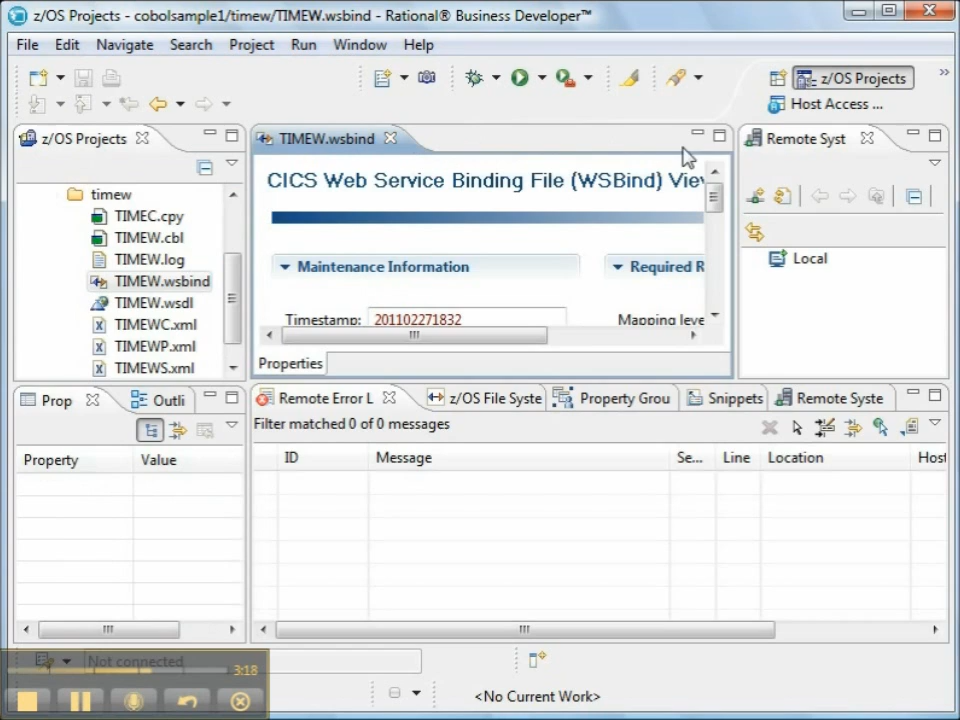 z/OS Projects - cobolsample1/timew/TIMEW.wsbind - Rational® Business Developer™
File Edit Navigate Search Project Run Window Help
z/OS Projects
Host Access ...
z/OS Projects
TIMEW.wsbind
Remote Syst
timew
TIMEC.cpy
TIMEW.cbl
TIMEW.log
TIMEW.wsbind
TIMEW.wsdl
TIMEWC.xml
TIMEWP.xml
TIMEWS.xml
CICS Web Service Binding File (WSBind) View
Maintenance Information
Required R
Timestamp: 201102271832
Mapping leve
Properties
Local
Prop
Outli
Property Value
Remote Error L
z/OS File Syste
Property Grou
Snippets
Remote Syste
Filter matched 0 of 0 messages
ID Message Se... Line Location Host
Not connected
3:18
<No Current Work>